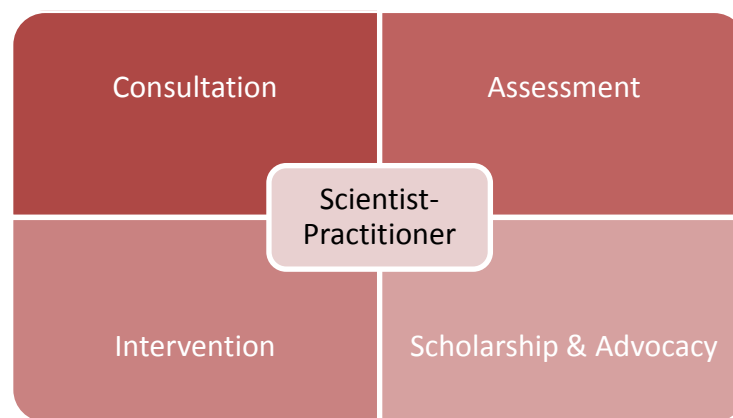 Consultation
Assessment
Scientist-
Practitioner
Intervention
Scholarship & Advocacy